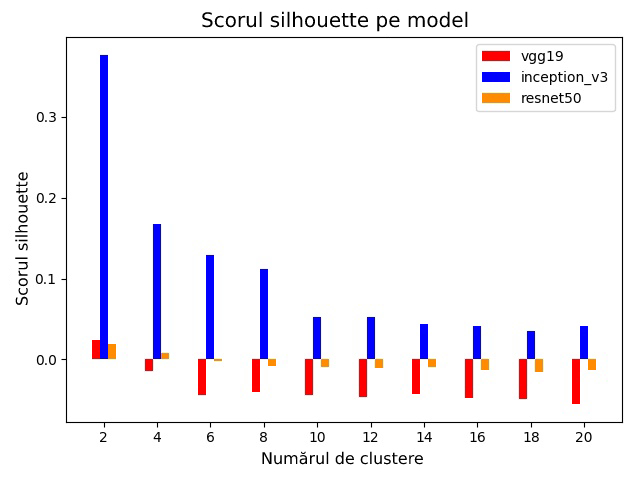 Scorul silhouette pe model
vgg19
inception_v3
resnet50
Scorul silhouette
0.3
0.2
0.1
0.0
2 4 6 8 10 12 14 16 18 20
Numărul de clustere